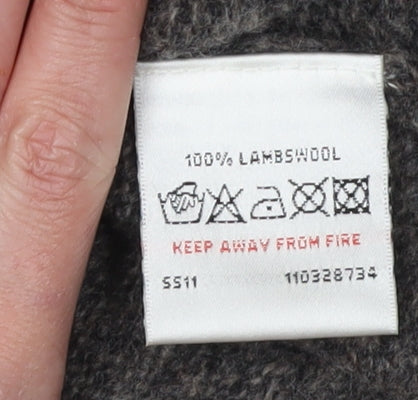 100% LAMBSWOOL
KEEP AWAY FROM FIRE
SS11 110328734